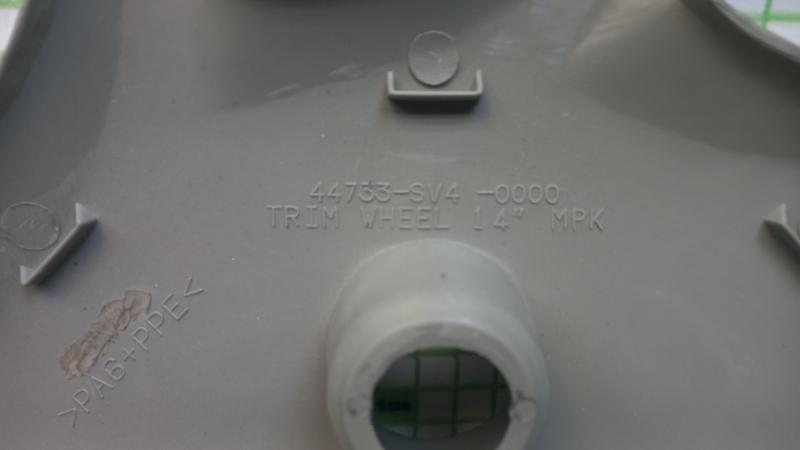 44733-SV4 -0000
TRIM WHEEL 14" MPK
>PA6+PPE<